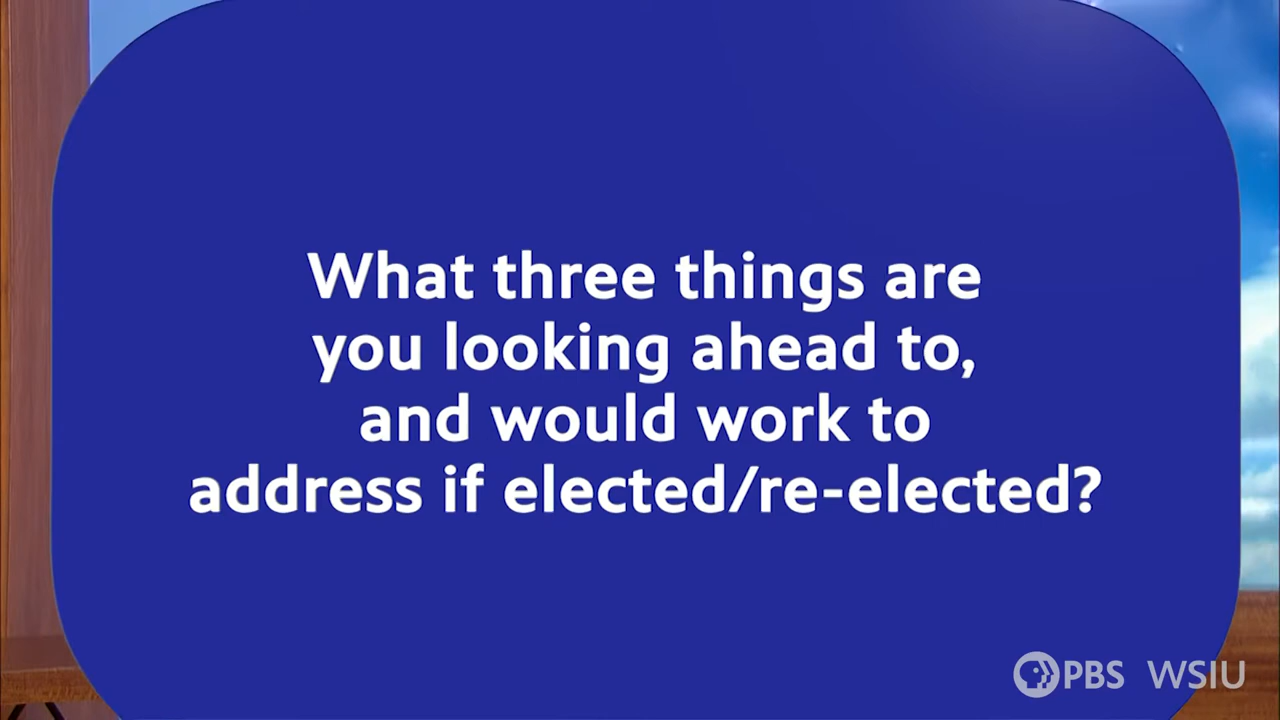 What three things are
you looking ahead to,
and would work to
address if elected/re-elected?
PBS WSIU